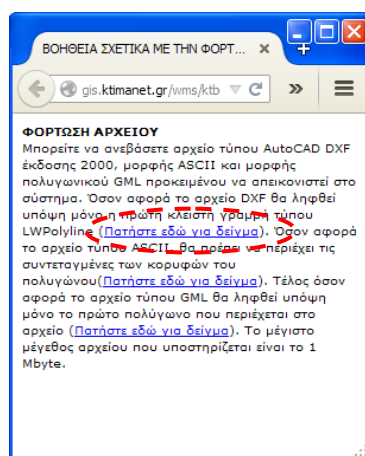 ΒΟΗΘΕΙΑ ΣΧΕΤΙΚΑ ΜΕ ΤΗΝ ΦΟΡΤ...
gis.ktimanet.gr/wms/ktb
ΦΟΡΤΩΣΗ ΑΡΧΕΙΟΥ
Μπορείτε να ανεβάσετε αρχείο τύπου AutoCAD DXF
έκδοσης 2000, μορφής ASCII και μορφής
πολυγωνικού GML προκειμένου να απεικονιστεί στο
σύστημα. Όσον αφορά το αρχείο DXF θα ληφθεί
υπόψη μόνο η πρώτη κλειστή γραμμή τύπου
LWPolyline (Πατήστε εδώ για δείγμα). Όσον αφορά
το αρχείο τύπου ASCII, θα πρέπει να περιέχει τις
συντεταγμένες των κορυφών του
πολυγώνου(Πατήστε εδώ για δείγμα). Τέλος όσον
αφορά το αρχείο τύπου GML θα ληφθεί υπόψη
μόνο το πρώτο πολύγωνο που περιέχεται στο
αρχείο (Πατήστε εδώ για δείγμα). Το μέγιστο
μέγεθος αρχείου που υποστηρίζεται είναι το 1
Mbyte.